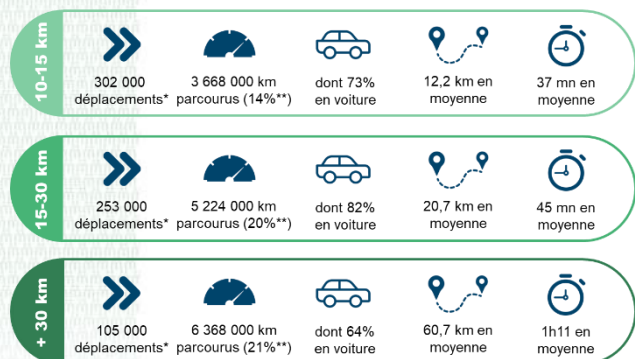 10-15 km
302 000
déplacements*
3 668 000 km
parcourus (14%**)
dont 73%
en voiture
12,2 km en
moyenne
37 mn en
moyenne
15-30 km
253 000
déplacements*
5 224 000 km
parcourus (20%**)
dont 82%
en voiture
20,7 km en
moyenne
45 mn en
moyenne
+ 30 km
105 000
déplacements*
6 368 000 km
parcourus (21%**)
dont 64%
en voiture
60,7 km en
moyenne
1h11 en
moyenne